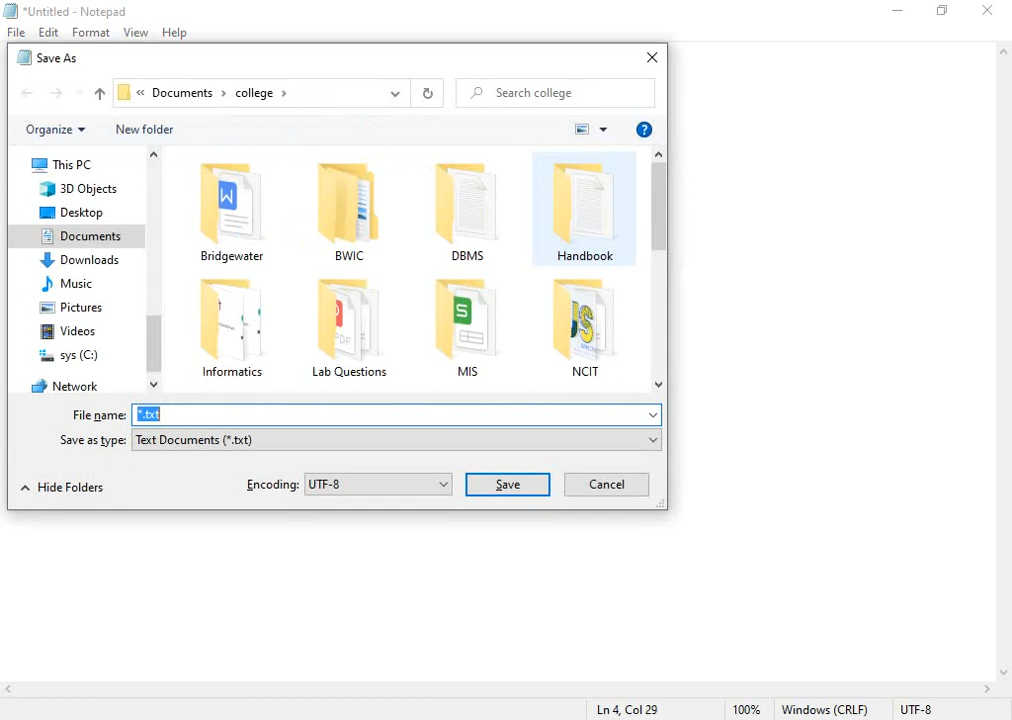 *Untitled - Notepad
File Edit Format View Help
Save As
« Documents › college ›
Search college
Organize
New folder
This PC
3D Objects
Desktop
Documents
Downloads
Music
Pictures
Videos
sys (C:)
Network
Bridgewater
BWIC
DBMS
Handbook
Informatics
Lab Questions
MIS
NCIT
File name: *.txt
Save as type: Text Documents (*.txt)
Hide Folders
Encoding: UTF-8
Save
Cancel
Ln 4, Col 29
100%
Windows (CRLF)
UTF-8